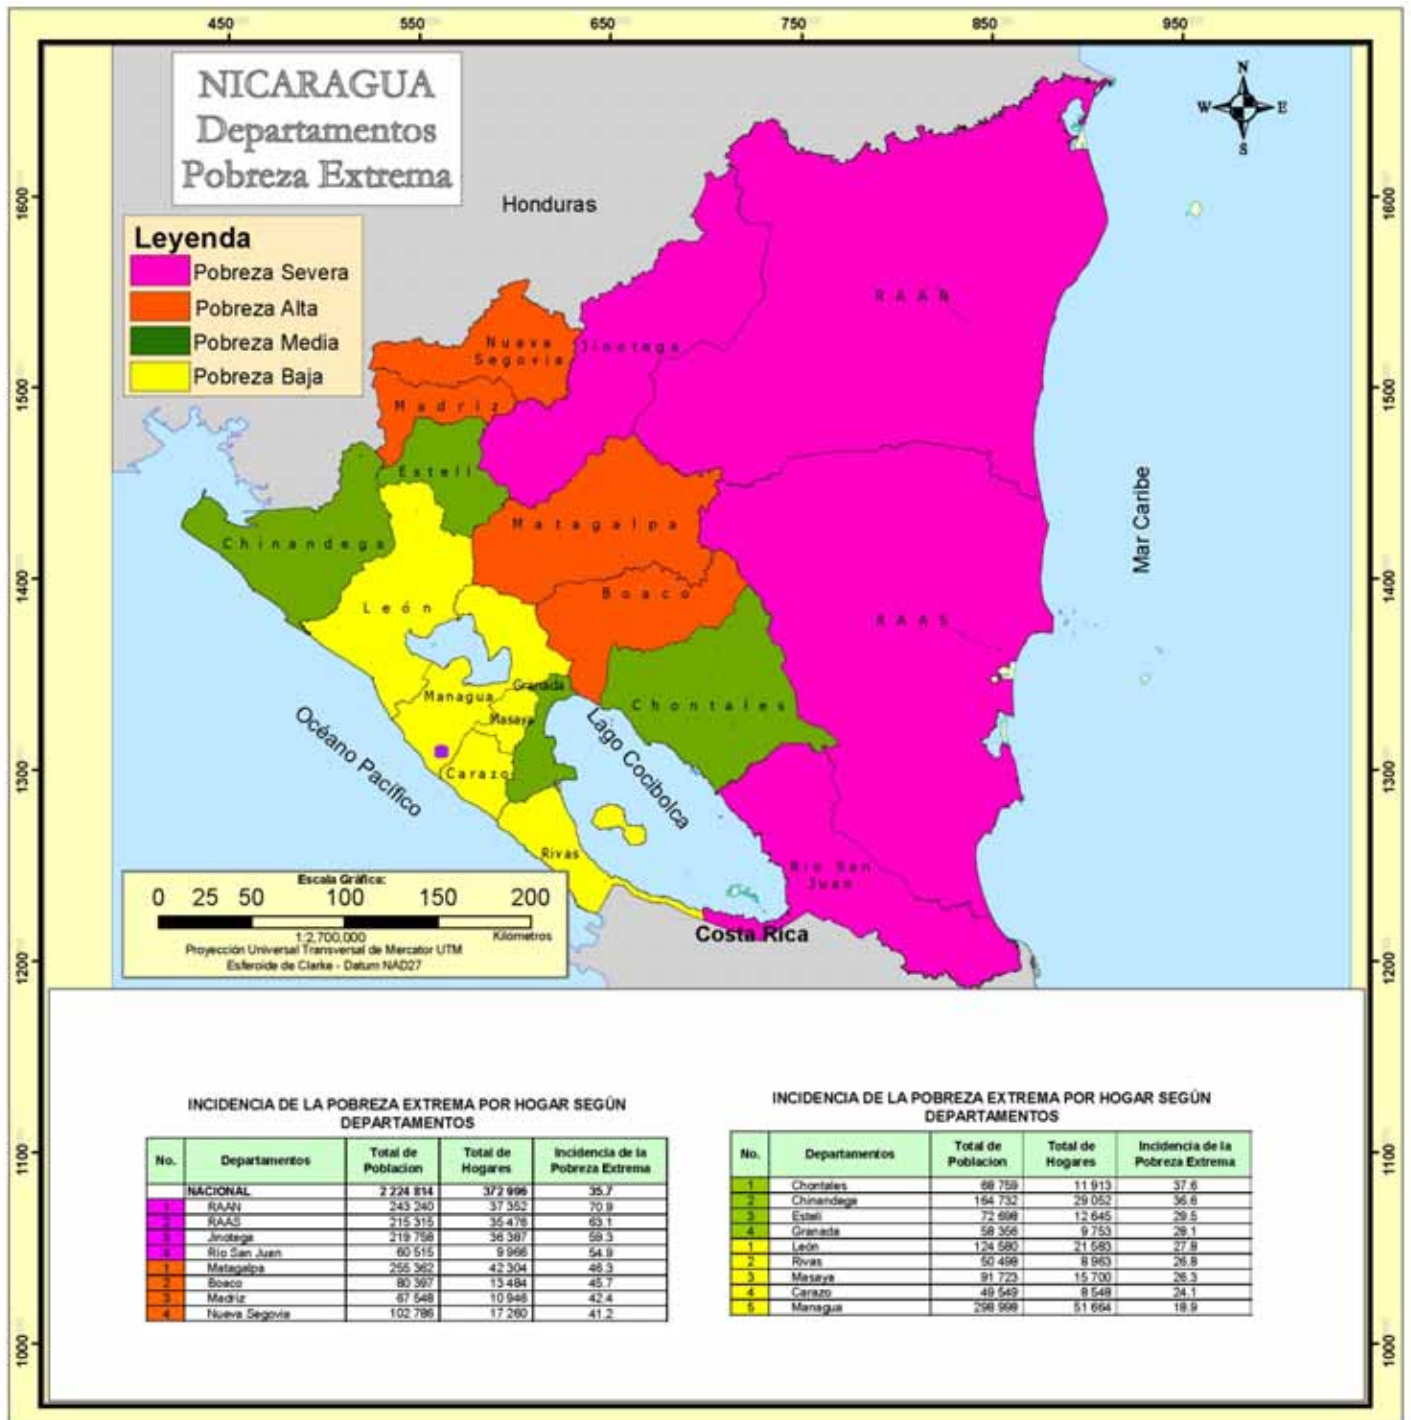 450 550 650 750 850 950
NICARAGUA
Departamentos
Pobreza Extrema
N
W E
S
1600 1600
Honduras
Leyenda
Pobreza Severa
Pobreza Alta
Pobreza Media
Pobreza Baja
RAAN
Nueva
Segovia
Jinotega
1500 1500
Madriz
Estelí
Mar Caribe
Matagalpa
Chinandega
1400 1400
Boaco
León
RAAS
Granada
Managua
Chontales
Masaya
Océano Pacífico
Lago Cocibolca
Carazo
1300 1300
Rivas
Rio San
Juan
Escala Gráfica:
0 25 50 100 150 200
1:2,700,000 Kilometros
Proyección Universal Transversal de Mercator UTM
Esferoide de Clarke - Datum NAD27
Costa Rica
1200 1200
1100 1100
1000 1000
INCIDENCIA DE LA POBREZA EXTREMA POR HOGAR SEGÚN
DEPARTAMENTOS
No. Departamentos Total de Poblacion Total de Hogares Incidencia de la Pobreza Extrema
NACIONAL 2 224 814 372 996 35.7
1 RAAN 243 240 37 352 70.9
2 RAAS 215 315 35 476 63.1
3 Jinotega 219 758 36 387 59.3
4 Rio San Juan 60 515 9 966 54.9
1 Matagalpa 255 362 42 304 46.3
2 Boaco 80 397 13 484 45.7
3 Madriz 67 548 10 946 42.4
4 Nueva Segovia 102 786 17 260 41.2
INCIDENCIA DE LA POBREZA EXTREMA POR HOGAR SEGÚN
DEPARTAMENTOS
No. Departamentos Total de Poblacion Total de Hogares Incidencia de la Pobreza Extrema
1 Chontales 68 759 11 913 37.6
2 Chinandega 164 732 29 052 36.6
3 Estelí 72 698 12 645 29.5
4 Granada 58 356 9 753 28.1
1 León 124 580 21 583 27.8
2 Rivas 50 498 8 963 26.8
3 Masaya 91 723 15 700 26.3
4 Carazo 49 549 8 548 24.1
5 Managua 298 998 51 664 18.9